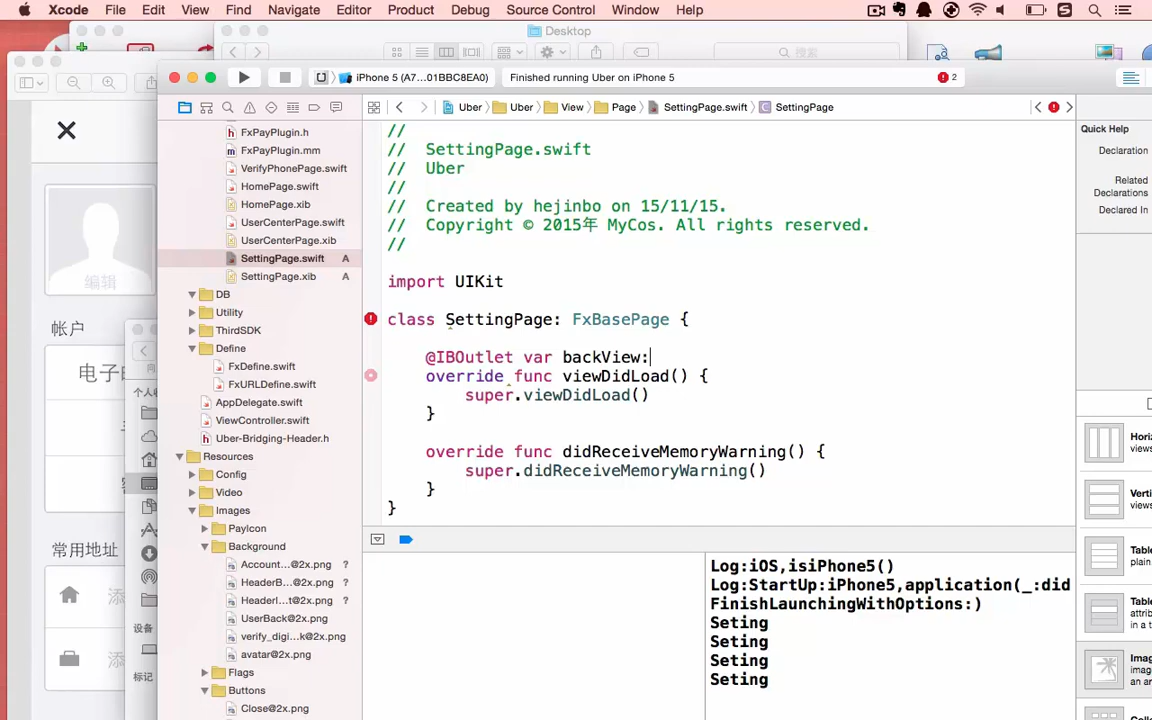 Xcode File Edit View Find Navigate Editor Product Debug Source Control Window Help
Desktop
搜索
iPhone 5 (A7...01BBC8EA0) Finished running Uber on iPhone 5 2
Uber Uber View Page SettingPage.swift SettingPage
编辑
帐户
常用地址
设备
标记
FxPayPlugin.h
FxPayPlugin.mm
VerifyPhonePage.swift
HomePage.swift
HomePage.xib
UserCenterPage.swift
UserCenterPage.xib
SettingPage.swift A
SettingPage.xib A
DB
Utility
ThirdSDK
Define
FxDefine.swift
FxURLDefine.swift
AppDelegate.swift
ViewController.swift
Uber-Bridging-Header.h
Resources
Config
Video
Images
PayIcon
Background
Account...@2x.png ?
HeaderB...@2x.png ?
HeaderI...t@2x.png ?
UserBack@2x.png
verify_digi...k@2x.png
avatar@2x.png
Flags
Buttons
Close@2x.png
//
// SettingPage.swift
// Uber
//
// Created by hejinbo on 15/11/15.
// Copyright © 2015年 MyCos. All rights reserved.
//
import UIKit
class SettingPage: FxBasePage {
@IBOutlet var backView:
override func viewDidLoad() {
super.viewDidLoad()
}
override func didReceiveMemoryWarning() {
super.didReceiveMemoryWarning()
}
}
Log:iOS,isiPhone5()
Log:StartUp:iPhone5,application(_:did
FinishLaunchingWithOptions:)
Seting
Seting
Seting
Seting
Quick Help
Declaration
Related
Declarations
Declared In